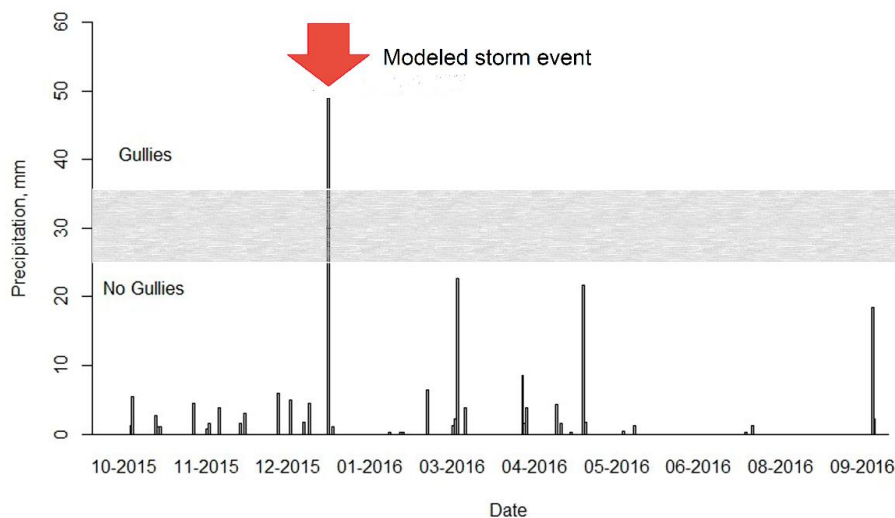 60
Modeled storm event
50
Gullies
40
30
No Gullies
20
10
0
Precipitation, mm
10-2015 11-2015 12-2015 01-2016 03-2016 04-2016 05-2016 06-2016 08-2016 09-2016
Date